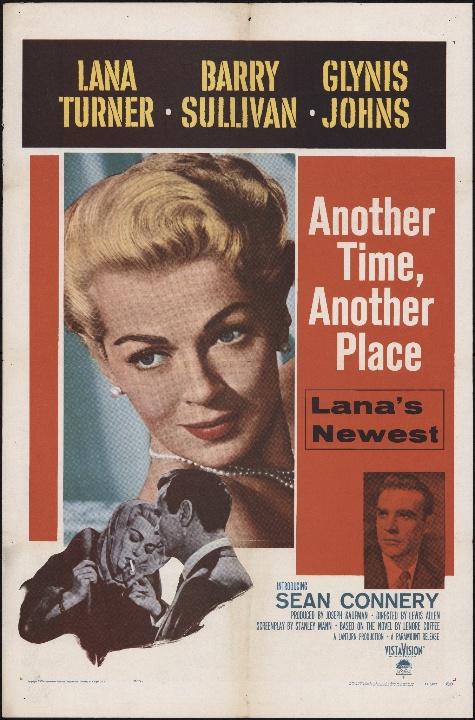 LANA BARRY GLYNIS
TURNER · SULLIVAN · JOHNS
Another
Time,
Another
Place
Lana's
Newest
INTRODUCING
SEAN CONNERY
PRODUCED BY JOSEPH KAUFMAN · DIRECTED BY LEWIS ALLEN
SCREENPLAY BY STANLEY MANN · BASED ON THE NOVEL BY LENORE COFFEE
A LANTURN PRODUCTION · A PARAMOUNT RELEASE
VISTAVISION